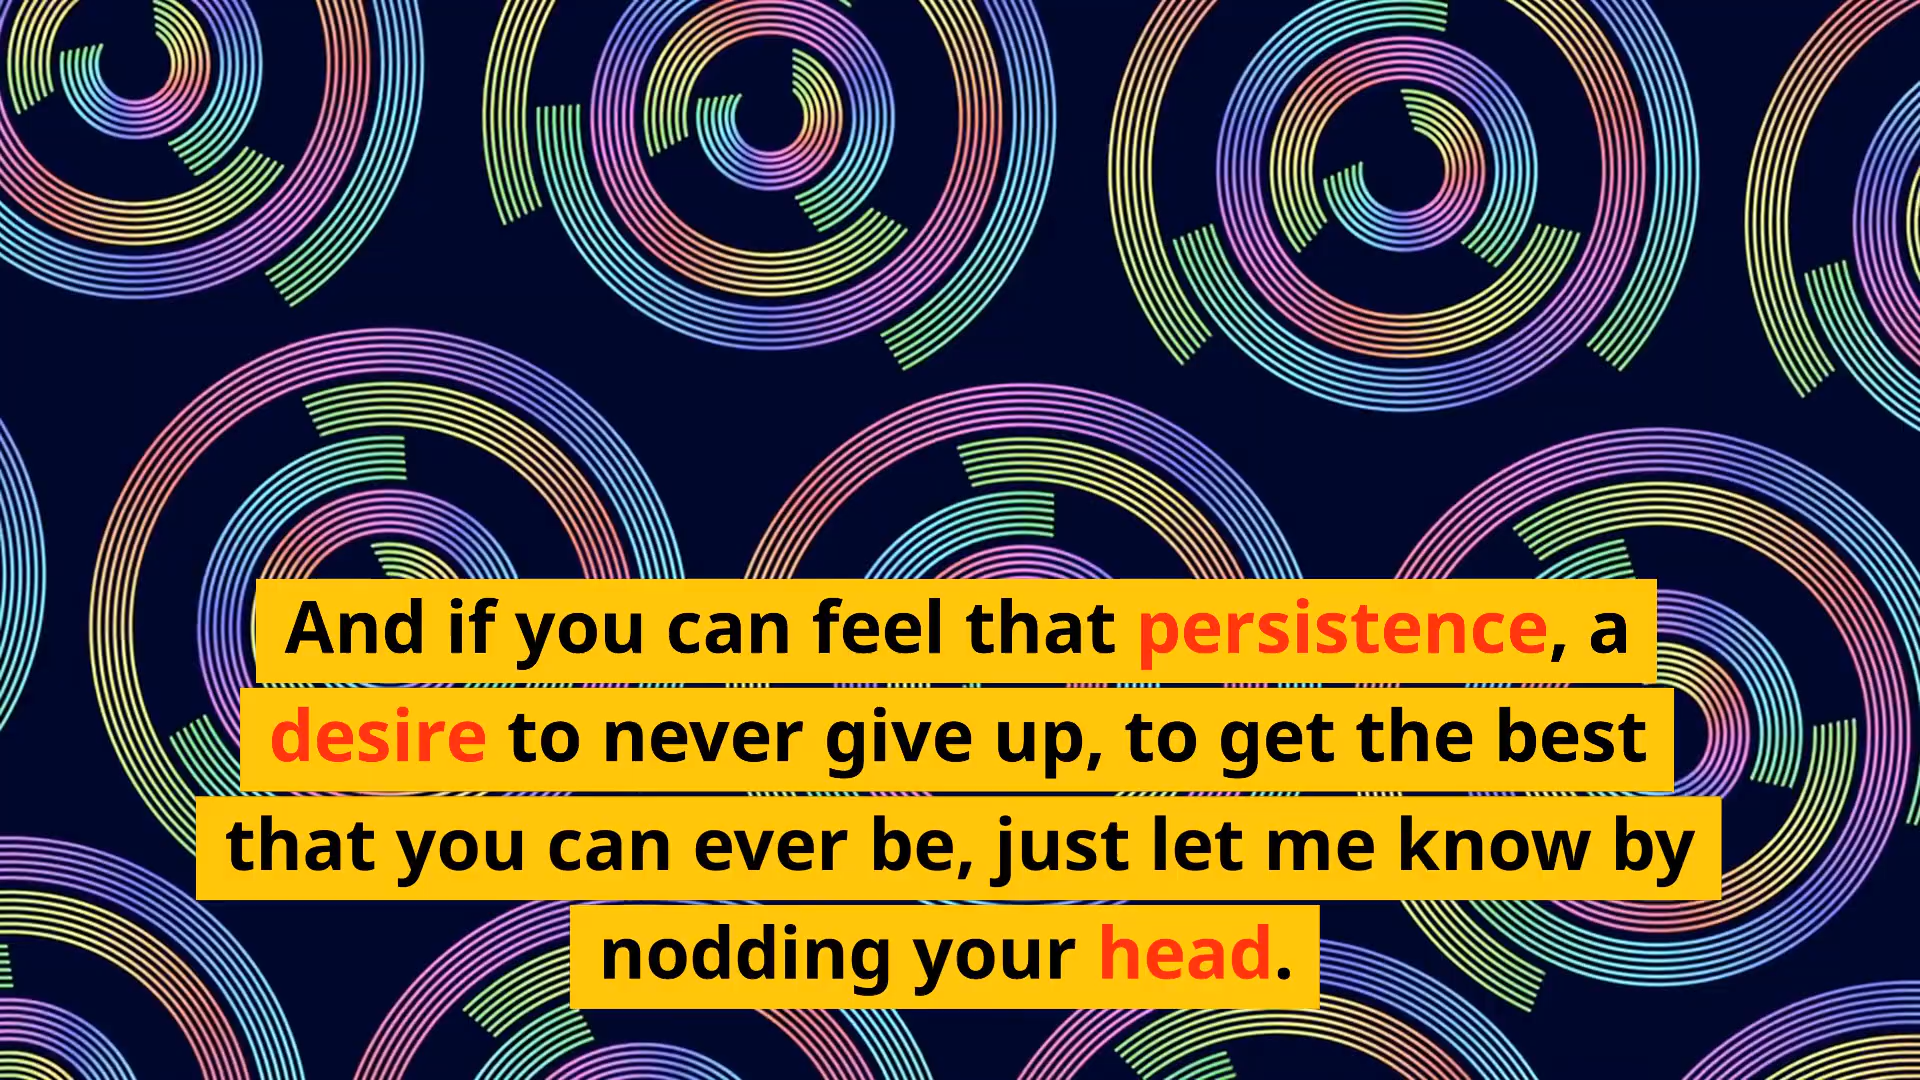 And if you can feel that persistence, a
desire to never give up, to get the best
that you can ever be, just let me know by
nodding your head.